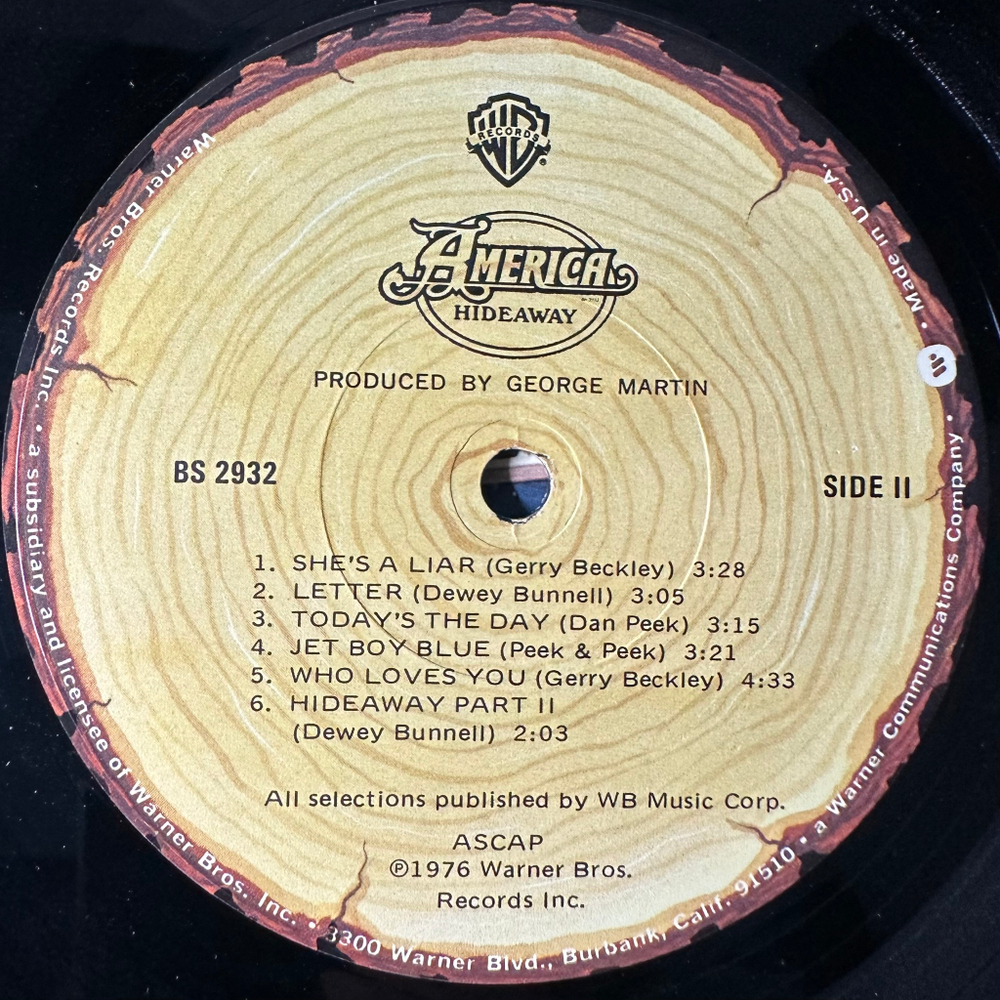 RECORDS
AMERICA
HIDEAWAY
PRODUCED BY GEORGE MARTIN
BS 2932
SIDE II
1. SHE'S A LIAR (Gerry Beckley) 3:28
2. LETTER (Dewey Bunnell) 3:05
3. TODAY'S THE DAY (Dan Peek) 3:15
4. JET BOY BLUE (Peek & Peek) 3:21
5. WHO LOVES YOU (Gerry Beckley) 4:33
6. HIDEAWAY PART II
(Dewey Bunnell) 2:03
All selections published by WB Music Corp.
ASCAP
℗1976 Warner Bros.
Records Inc.
Warner Bros. Records Inc. • a subsidiary and licensee of Warner Bros. Inc. • 3300 Warner Blvd., Burbank, Calif. 91510 • a Warner Communications Company • Made in U.S.A.